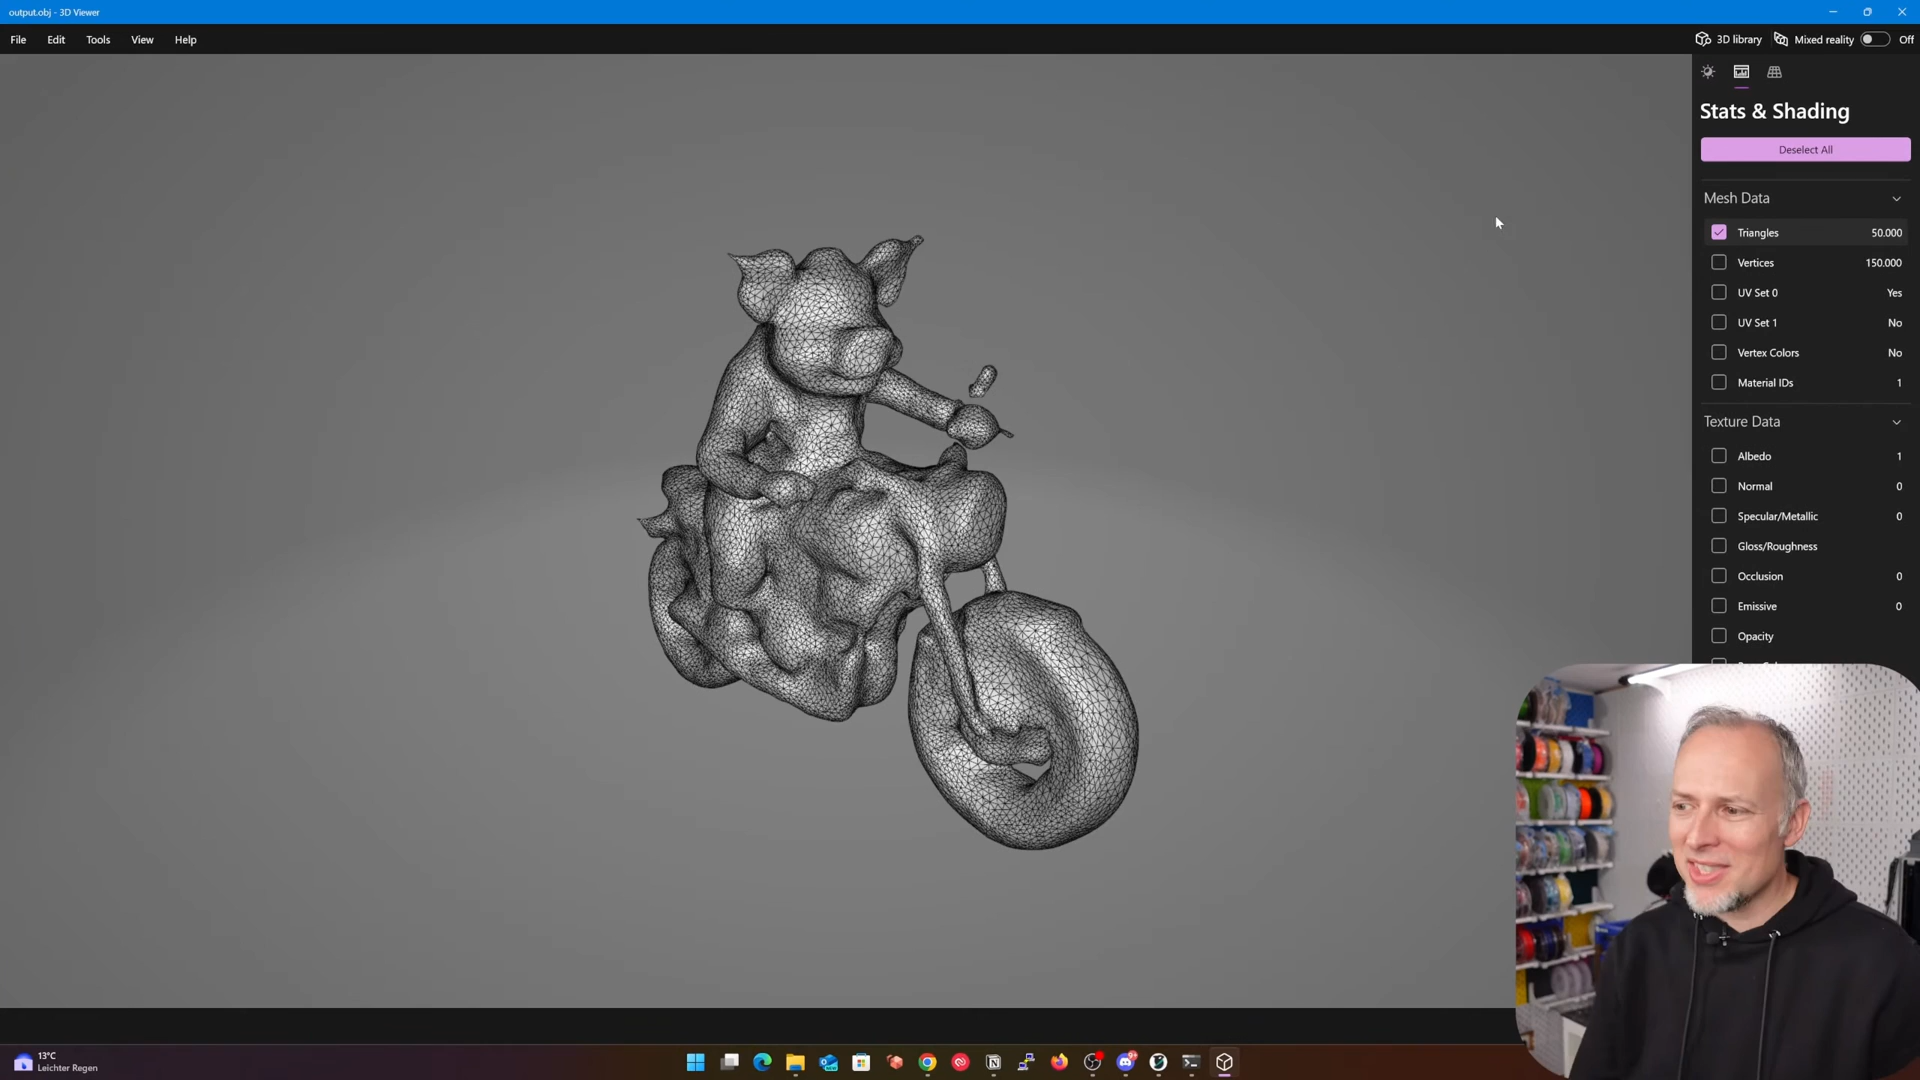 output.obj - 3D Viewer
File Edit Tools View Help
3D library Mixed reality Off
Stats & Shading
Deselect All
Mesh Data
Triangles 50.000
Vertices 150.000
UV Set 0 Yes
UV Set 1 No
Vertex Colors No
Material IDs 1
Texture Data
Albedo 1
Normal 0
Specular/Metallic 0
Gloss/Roughness
Occlusion 0
Emissive 0
Opacity
13°C
Leichter Regen